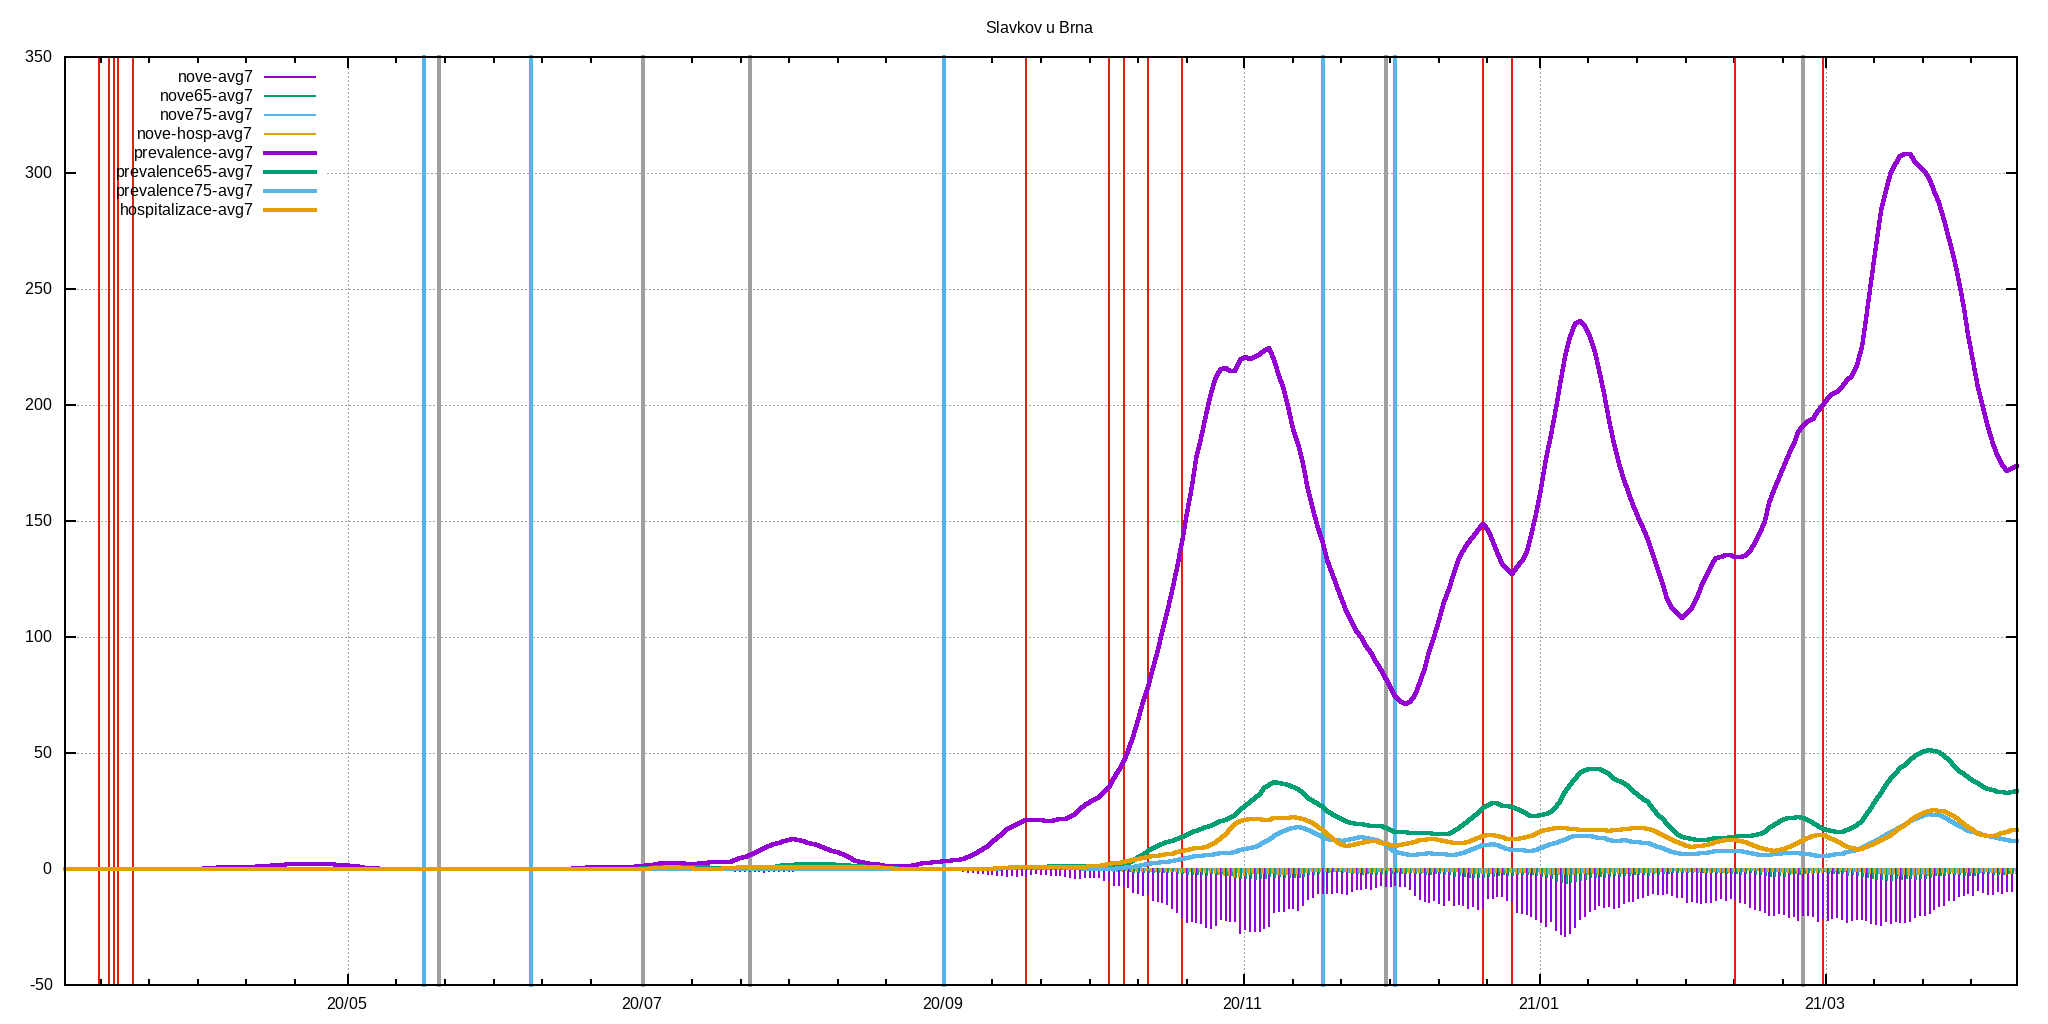 Slavkov u Brna
350
300
250
200
150
100
50
0
-50
nove-avg7
nove65-avg7
nove75-avg7
nove-hosp-avg7
prevalence-avg7
prevalence65-avg7
prevalence75-avg7
hospitalizace-avg7
20/05 20/07 20/09 20/11 21/01 21/03